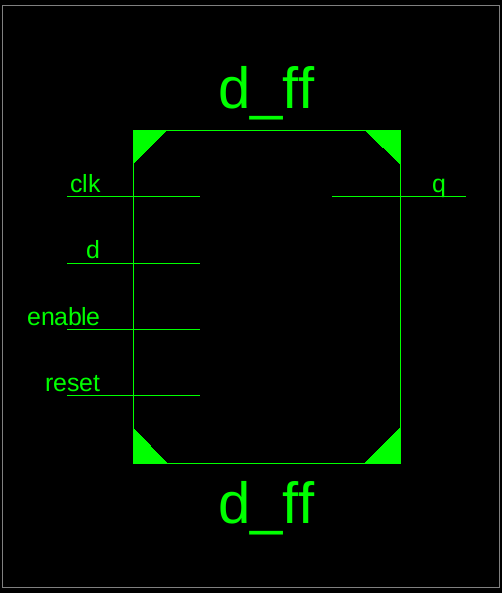 d_ff
clk
q
d
enable
reset
d_ff